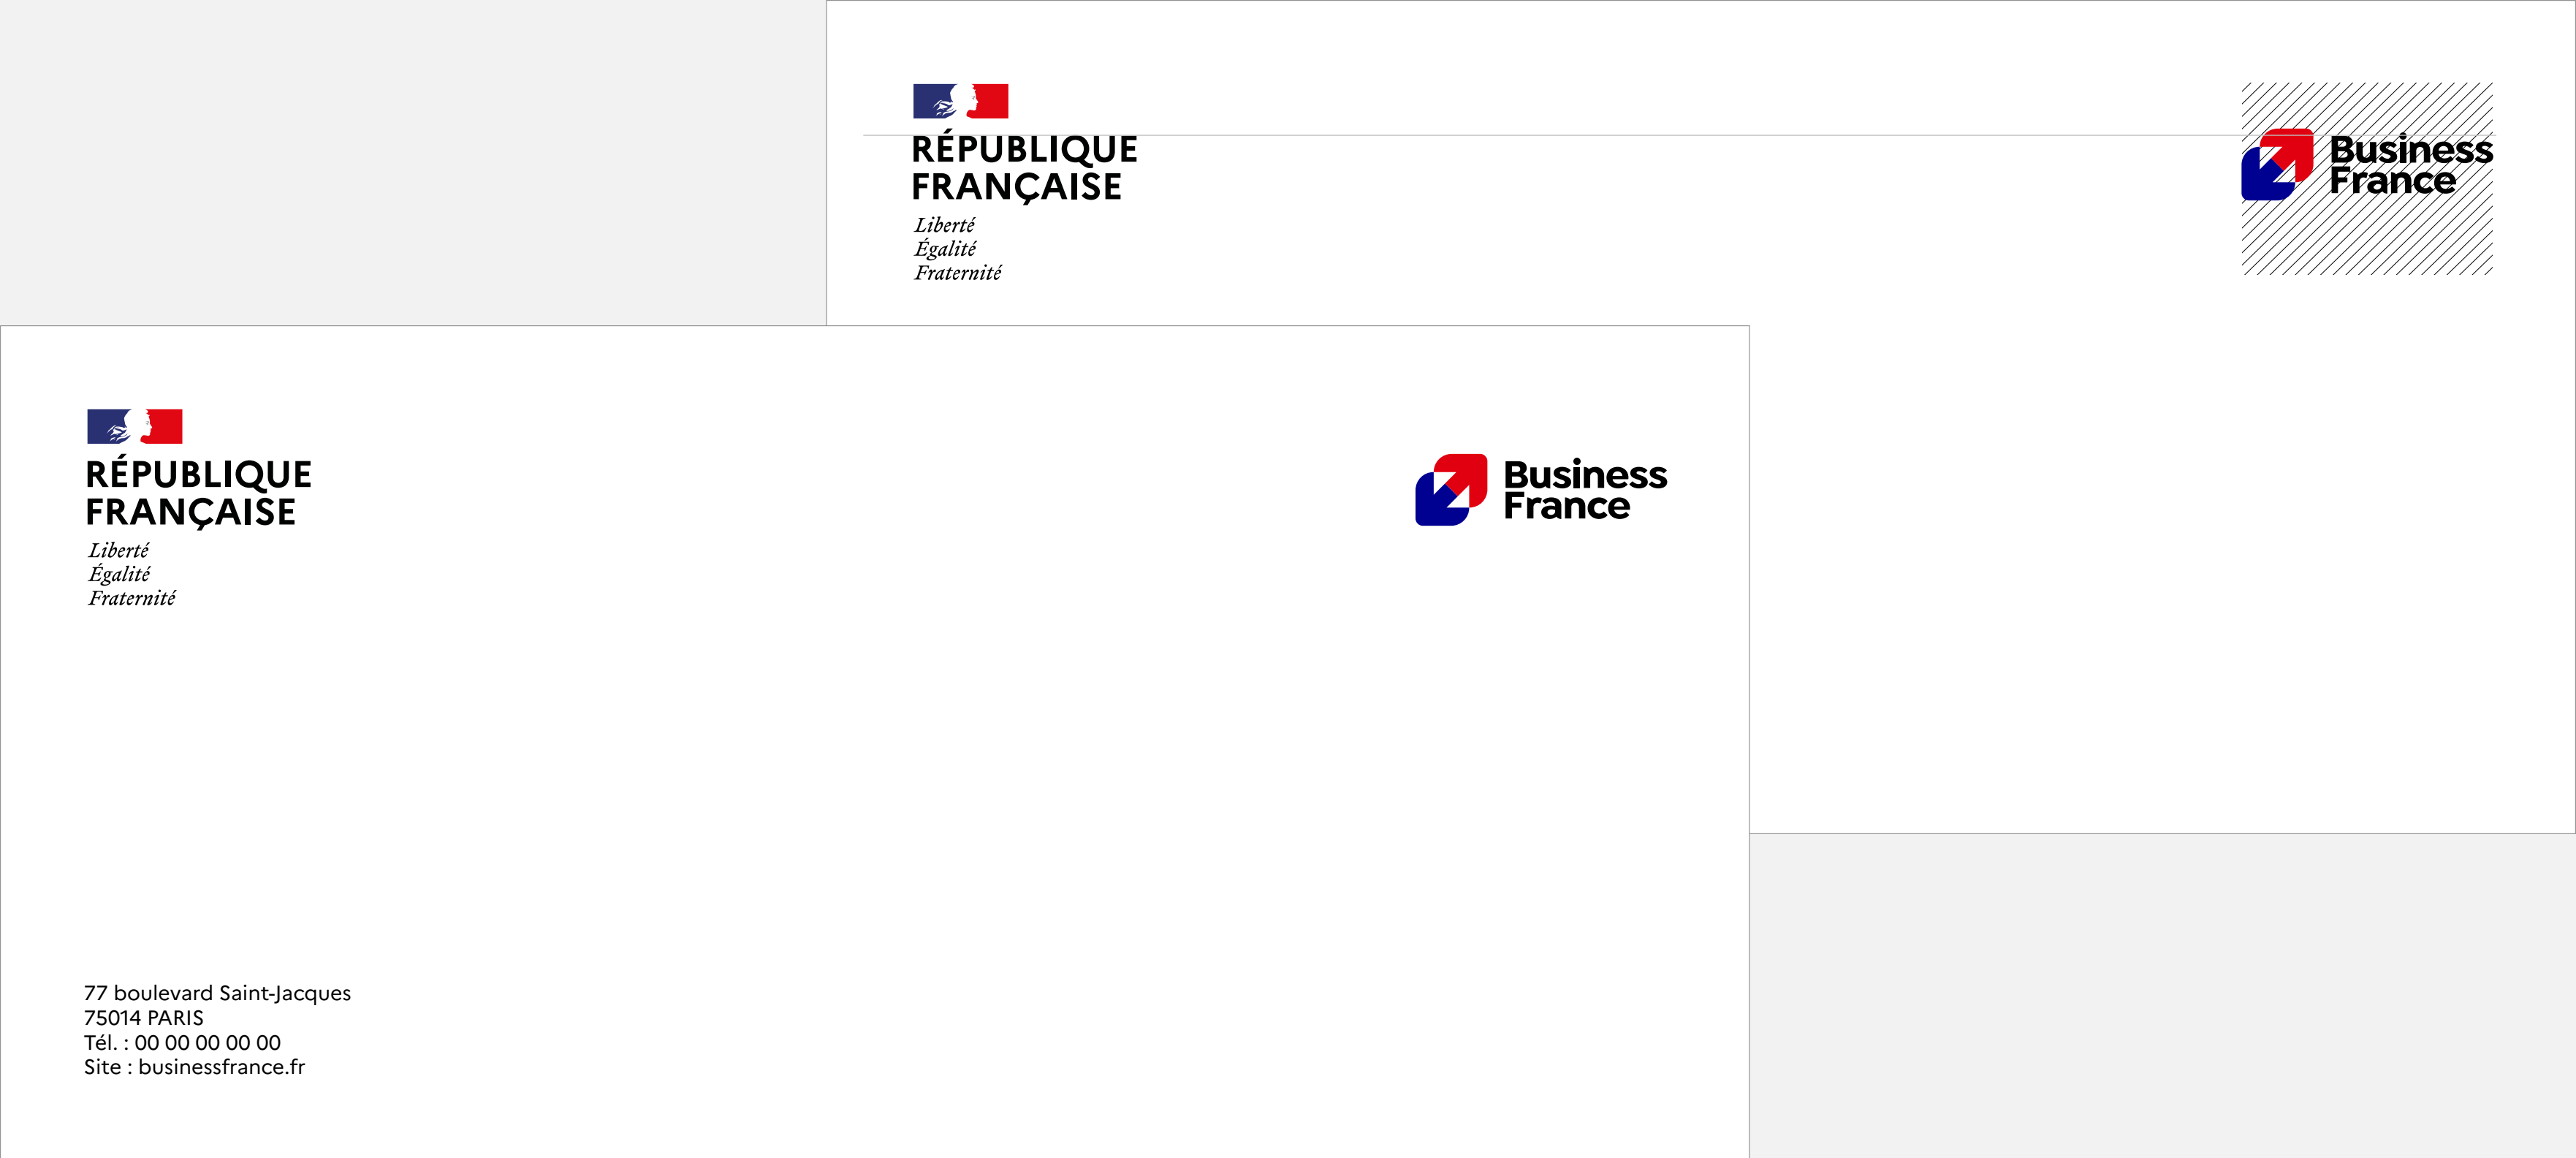 RÉPUBLIQUE
FRANÇAISE
Liberté
Égalité
Fraternité
Business
France
RÉPUBLIQUE
FRANÇAISE
Liberté
Égalité
Fraternité
Business
France
77 boulevard Saint-Jacques
75014 PARIS
Tél. : 00 00 00 00 00
Site : businessfrance.fr